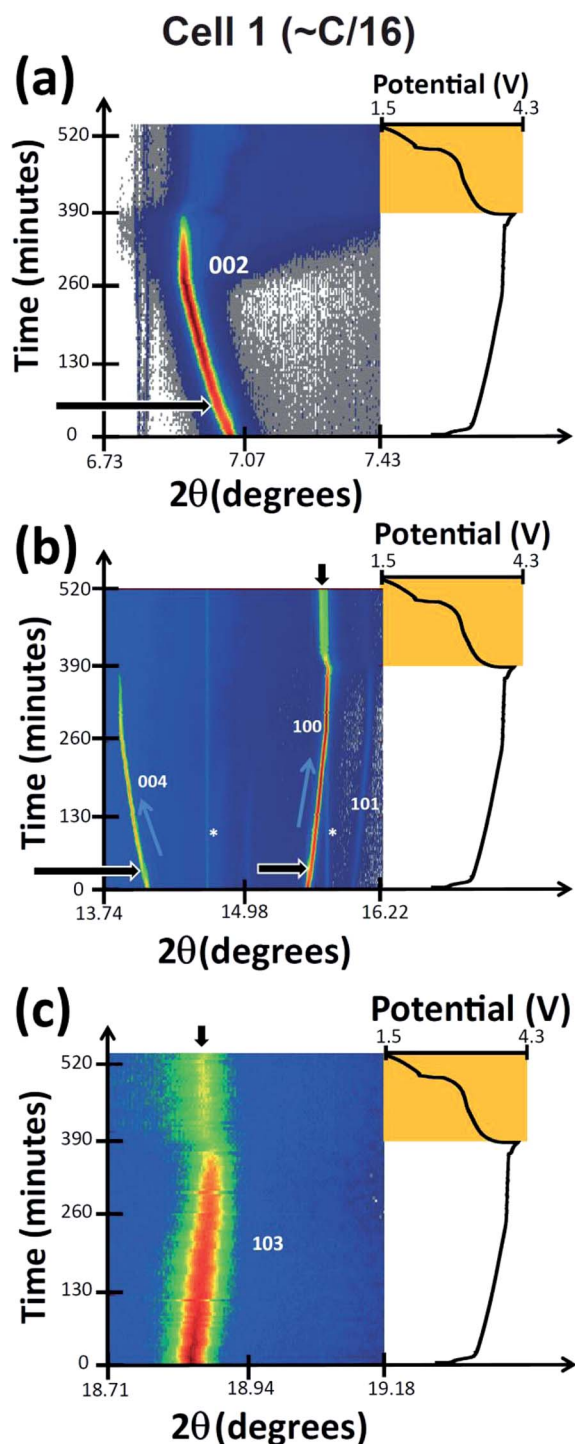 Cell 1 (~C/16)
(a)
Potential (V)
1.5 4.3
Time (minutes)
520
390
260
130
0
002
6.73 7.07 7.43
2θ(degrees)
(b)
Potential (V)
1.5 4.3
Time (minutes)
520
390
260
130
0
100
004
101
* *
13.74 14.98 16.22
2θ(degrees)
(c)
Potential (V)
1.5 4.3
Time (minutes)
520
390
260
130
0
103
18.71 18.94 19.18
2θ(degrees)